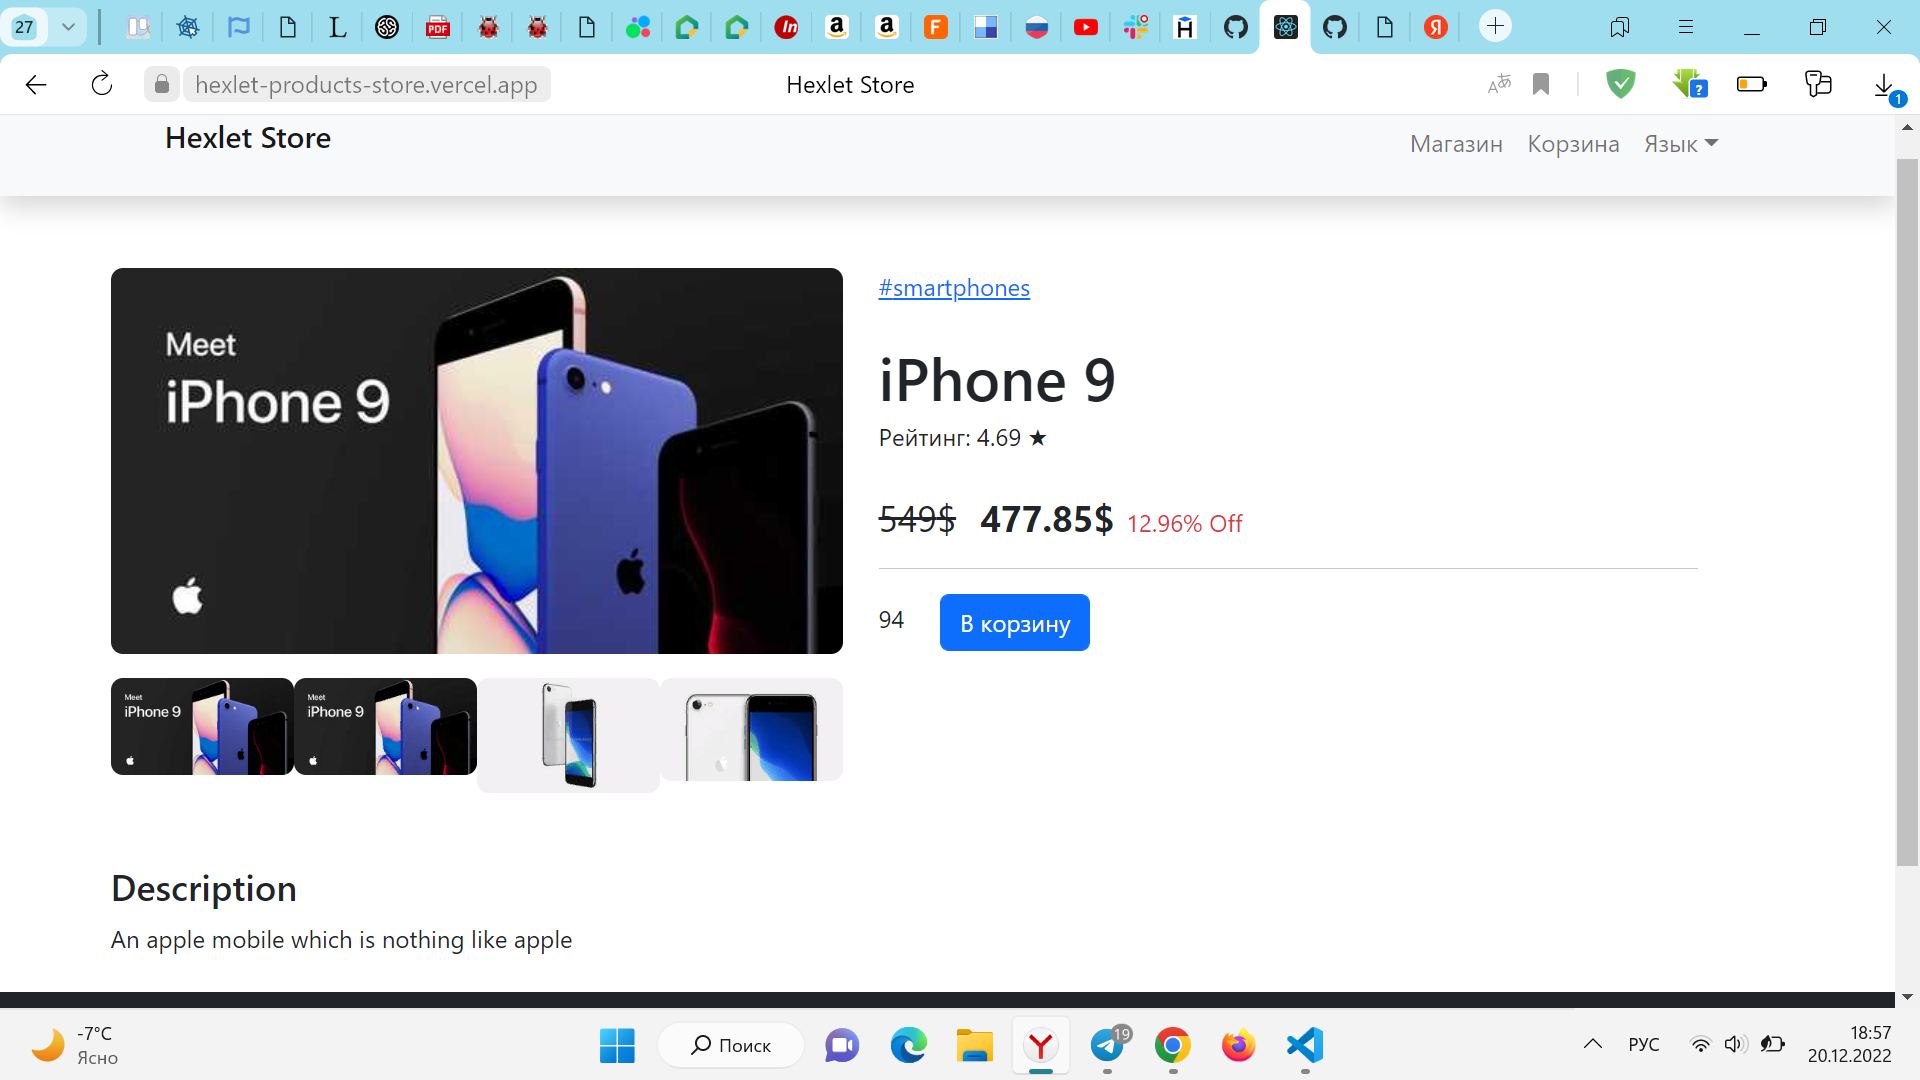 27
hexlet-products-store.vercel.app
Hexlet Store
1
Hexlet Store
Магазин
Корзина
Язык
Meet
iPhone 9
#smartphones
iPhone 9
Рейтинг: 4.69 ★
549$ 477.85$ 12.96% Off
94
В корзину
Meet
iPhone 9
Meet
iPhone 9
Description
An apple mobile which is nothing like apple
-7°C
Ясно
Поиск
19
РУС
18:57
20.12.2022